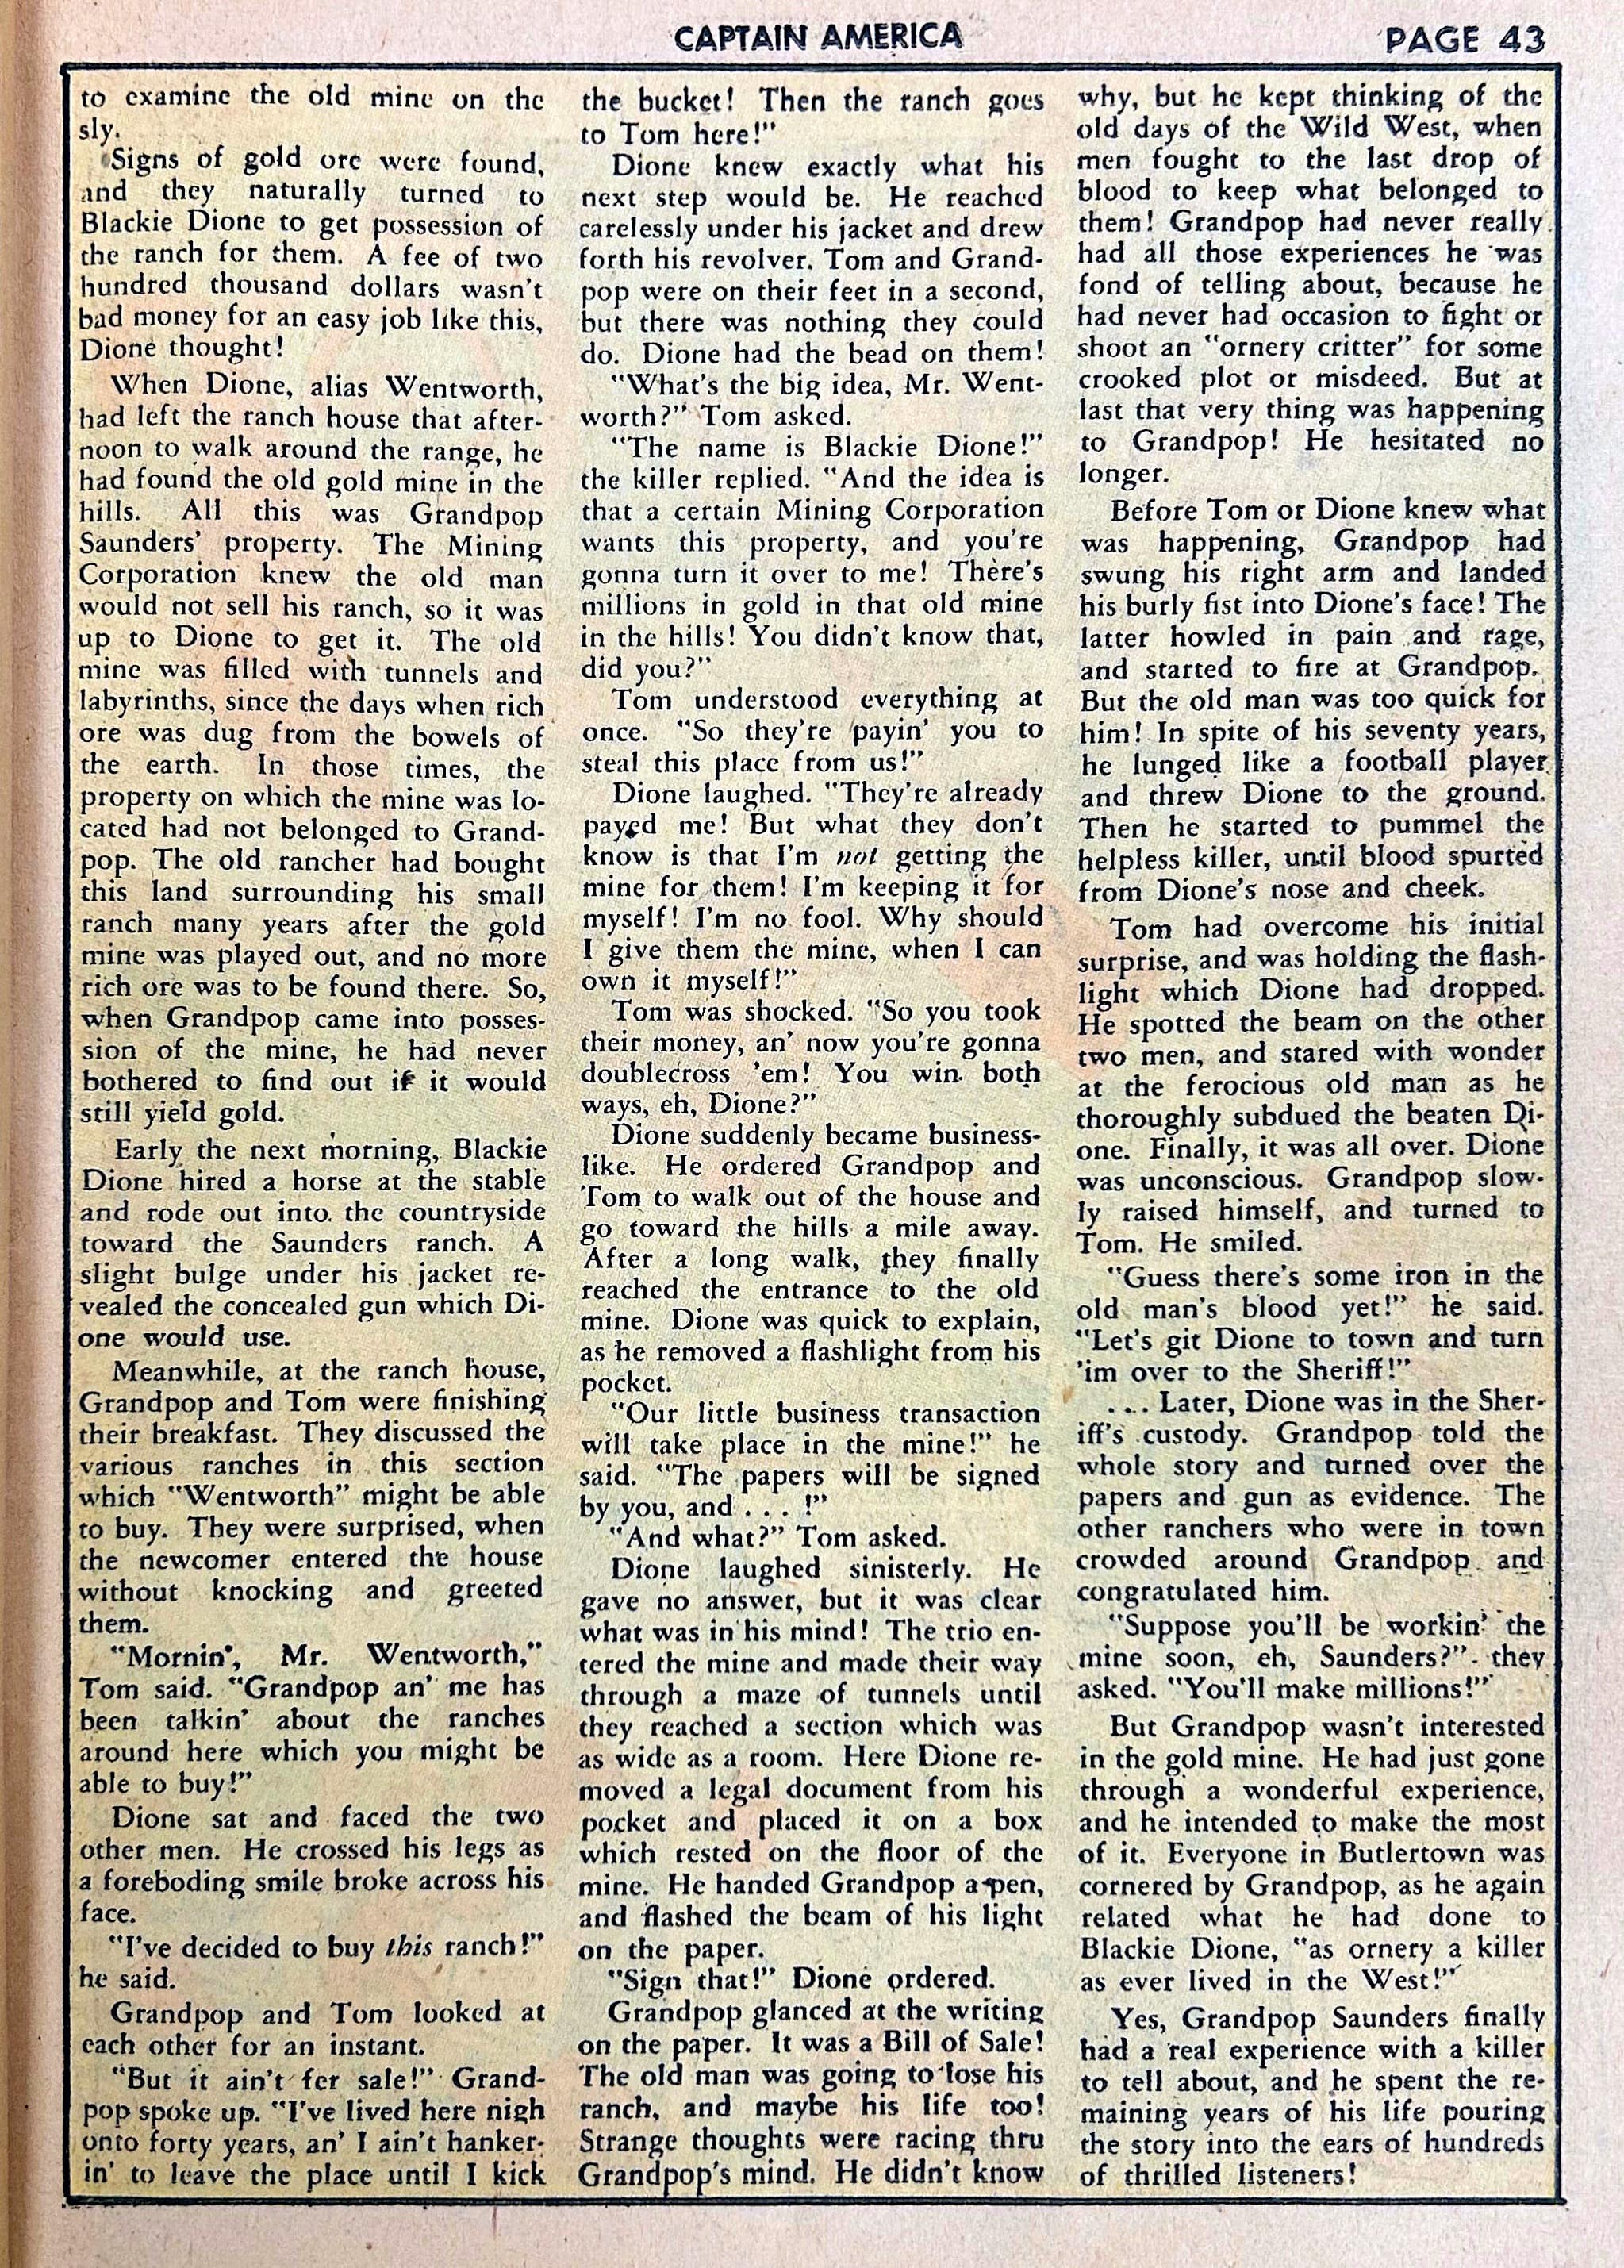 CAPTAIN AMERICA
PAGE 43
to examine the old mine on the
sly.
Signs of gold ore were found,
and they naturally turned to
Blackie Dione to get possession of
the ranch for them. A fee of two
hundred thousand dollars wasn't
bad money for an easy job like this,
Dione thought!
When Dione, alias Wentworth,
had left the ranch house that after-
noon to walk around the range, he
had found the old gold mine in the
hills. All this was Grandpop
Saunders' property. The Mining
Corporation knew the old man
would not sell his ranch, so it was
up to Dione to get it. The old
mine was filled with tunnels and
labyrinths, since the days when rich
ore was dug from the bowels of
the earth. In those times, the
property on which the mine was lo-
cated had not belonged to Grand-
pop. The old rancher had bought
this land surrounding his small
ranch many years after the gold
mine was played out, and no more
rich ore was to be found there. So,
when Grandpop came into posses-
sion of the mine, he had never
bothered to find out if it would
still yield gold.
Early the next morning, Blackie
Dione hired a horse at the stable
and rode out into the countryside
toward the Saunders ranch. A
slight bulge under his jacket re-
vealed the concealed gun which Di-
one would use.
Meanwhile, at the ranch house,
Grandpop and Tom were finishing
their breakfast. They discussed the
various ranches in this section
which "Wentworth" might be able
to buy. They were surprised, when
the newcomer entered the house
without knocking and greeted
them.
"Mornin', Mr. Wentworth,"
Tom said. "Grandpop an' me has
been talkin' about the ranches
around here which you might be
able to buy!"
Dione sat and faced the two
other men. He crossed his legs as
a foreboding smile broke across his
face.
"I've decided to buy this ranch!"
he said.
Grandpop and Tom looked at
each other for an instant.
"But it ain't fer sale!" Grand-
pop spoke up. "I've lived here nigh
onto forty years, an' I ain't hanker-
in' to leave the place until I kick
the bucket! Then the ranch goes
to Tom here!"
Dione knew exactly what his
next step would be. He reached
carelessly under his jacket and drew
forth his revolver. Tom and Grand-
pop were on their feet in a second,
but there was nothing they could
do. Dione had the bead on them!
"What's the big idea, Mr. Went-
worth?" Tom asked.
"The name is Blackie Dione!"
the killer replied. "And the idea is
that a certain Mining Corporation
wants this property, and you're
gonna turn it over to me! There's
millions in gold in that old mine
in the hills! You didn't know that,
did you?"
Tom understood everything at
once. "So they're payin' you to
steal this place from us!"
Dione laughed. "They're already
payed me! But what they don't
know is that I'm not getting the
mine for them! I'm keeping it for
myself! I'm no fool. Why should
I give them the mine, when I can
own it myself!"
Tom was shocked. "So you took
their money, an' now you're gonna
doublecross 'em! You win both
ways, eh, Dione?"
Dione suddenly became business-
like. He ordered Grandpop and
Tom to walk out of the house and
go toward the hills a mile away.
After a long walk, they finally
reached the entrance to the old
mine. Dione was quick to explain,
as he removed a flashlight from his
pocket.
"Our little business transaction
will take place in the mine!" he
said. "The papers will be signed
by you, and . . . !"
"And what?" Tom asked.
Dione laughed sinisterly. He
gave no answer, but it was clear
what was in his mind! The trio en-
tered the mine and made their way
through a maze of tunnels until
they reached a section which was
as wide as a room. Here Dione re-
moved a legal document from his
pocket and placed it on a box
which rested on the floor of the
mine. He handed Grandpop a pen,
and flashed the beam of his light
on the paper.
"Sign that!" Dione ordered.
Grandpop glanced at the writing
on the paper. It was a Bill of Sale!
The old man was going to lose his
ranch, and maybe his life too!
Strange thoughts were racing thru
Grandpop's mind. He didn't know
why, but he kept thinking of the
old days of the Wild West, when
men fought to the last drop of
blood to keep what belonged to
them! Grandpop had never really
had all those experiences he was
fond of telling about, because he
had never had occasion to fight or
shoot an "ornery critter" for some
crooked plot or misdeed. But at
last that very thing was happening
to Grandpop! He hesitated no
longer.
Before Tom or Dione knew what
was happening, Grandpop had
swung his right arm and landed
his burly fist into Dione's face! The
latter howled in pain and rage,
and started to fire at Grandpop.
But the old man was too quick for
him! In spite of his seventy years,
he lunged like a football player
and threw Dione to the ground.
Then he started to pummel the
helpless killer, until blood spurted
from Dione's nose and cheek.
Tom had overcome his initial
surprise, and was holding the flash-
light which Dione had dropped.
He spotted the beam on the other
two men, and stared with wonder
at the ferocious old man as he
thoroughly subdued the beaten Di-
one. Finally, it was all over. Dione
was unconscious. Grandpop slow-
ly raised himself, and turned to
Tom. He smiled.
"Guess there's some iron in the
old man's blood yet!" he said.
"Let's git Dione to town and turn
'im over to the Sheriff!"
. . . Later, Dione was in the Sher-
iff's custody. Grandpop told the
whole story and turned over the
papers and gun as evidence. The
other ranchers who were in town
crowded around Grandpop and
congratulated him.
"Suppose you'll be workin' the
mine soon, eh, Saunders?" they
asked. "You'll make millions!"
But Grandpop wasn't interested
in the gold mine. He had just gone
through a wonderful experience,
and he intended to make the most
of it. Everyone in Butlertown was
cornered by Grandpop, as he again
related what he had done to
Blackie Dione, "as ornery a killer
as ever lived in the West!"
Yes, Grandpop Saunders finally
had a real experience with a killer
to tell about, and he spent the re-
maining years of his life pouring
the story into the ears of hundreds
of thrilled listeners!